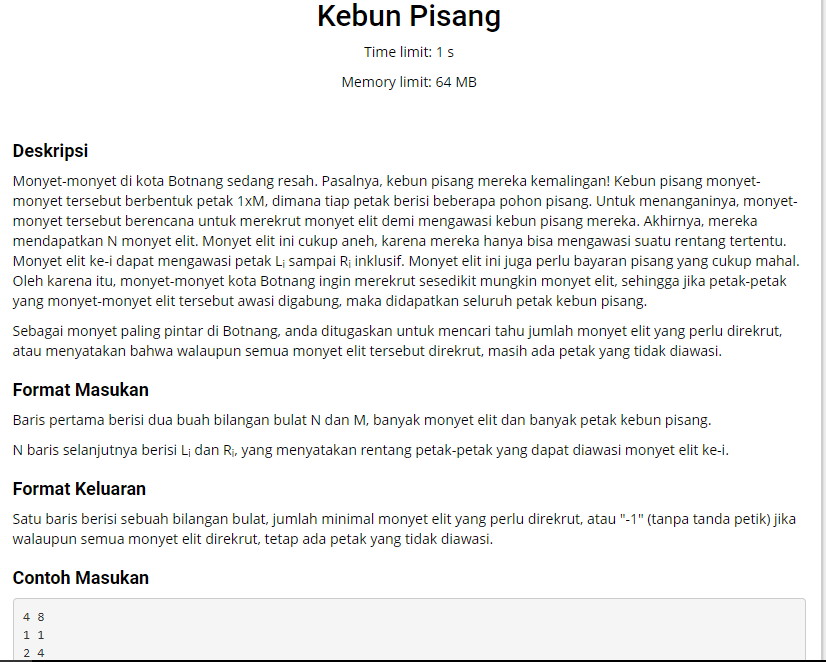 Kebun Pisang
Time limit: 1 s
Memory limit: 64 MB
Deskripsi
Monyet-monyet di kota Botnang sedang resah. Pasalnya, kebun pisang mereka kemalingan! Kebun pisang monyet-
monyet tersebut berbentuk petak 1xM, dimana tiap petak berisi beberapa pohon pisang. Untuk menanganinya, monyet-
monyet tersebut berencana untuk merekrut monyet elit demi mengawasi kebun pisang mereka. Akhirnya, mereka
mendapatkan N monyet elit. Monyet elit ini cukup aneh, karena mereka hanya bisa mengawasi suatu rentang tertentu.
Monyet elit ke-i dapat mengawasi petak Li sampai Ri inklusif. Monyet elit ini juga perlu bayaran pisang yang cukup mahal.
Oleh karena itu, monyet-monyet kota Botnang ingin merekrut sesedikit mungkin monyet elit, sehingga jika petak-petak
yang monyet-monyet elit tersebut awasi digabung, maka didapatkan seluruh petak kebun pisang.
Sebagai monyet paling pintar di Botnang, anda ditugaskan untuk mencari tahu jumlah monyet elit yang perlu direkrut,
atau menyatakan bahwa walaupun semua monyet elit tersebut direkrut, masih ada petak yang tidak diawasi.
Format Masukan
Baris pertama berisi dua buah bilangan bulat N dan M, banyak monyet elit dan banyak petak kebun pisang.
N baris selanjutnya berisi Li dan Ri, yang menyatakan rentang petak-petak yang dapat diawasi monyet elit ke-i.
Format Keluaran
Satu baris berisi sebuah bilangan bulat, jumlah minimal monyet elit yang perlu direkrut, atau "-1" (tanpa tanda petik) jika
walaupun semua monyet elit direkrut, tetap ada petak yang tidak diawasi.
Contoh Masukan
4 8
1 1
2 4